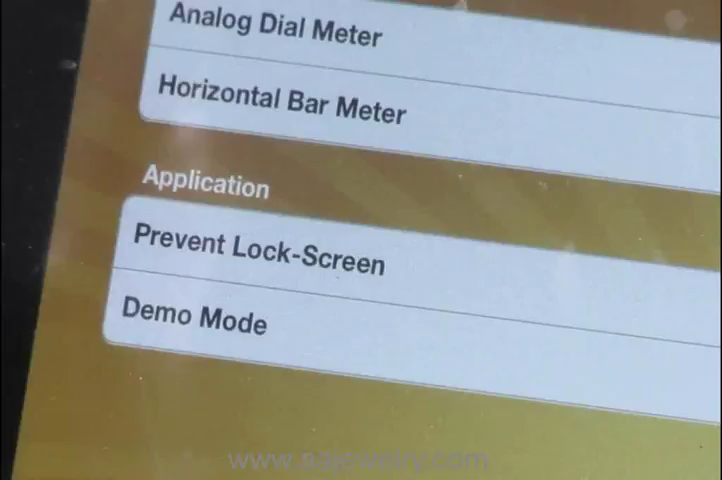 Analog Dial Meter
Horizontal Bar Meter
Application
Prevent Lock-Screen
Demo Mode